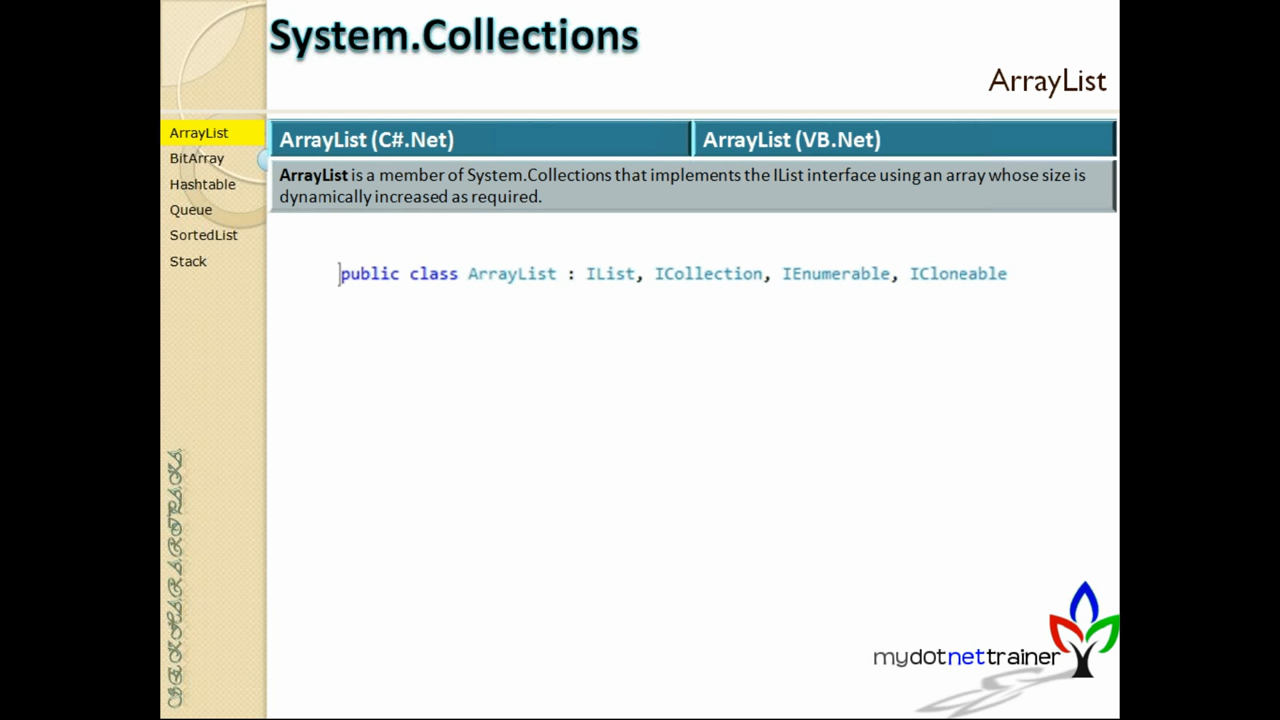 System.Collections
ArrayList
ArrayList
BitArray
Hashtable
Queue
SortedList
Stack
ArrayList (C#.Net) ArrayList (VB.Net)
ArrayList is a member of System.Collections that implements the IList interface using an array whose size is
dynamically increased as required.
public class ArrayList : IList, ICollection, IEnumerable, ICloneable
mydotnettrainer